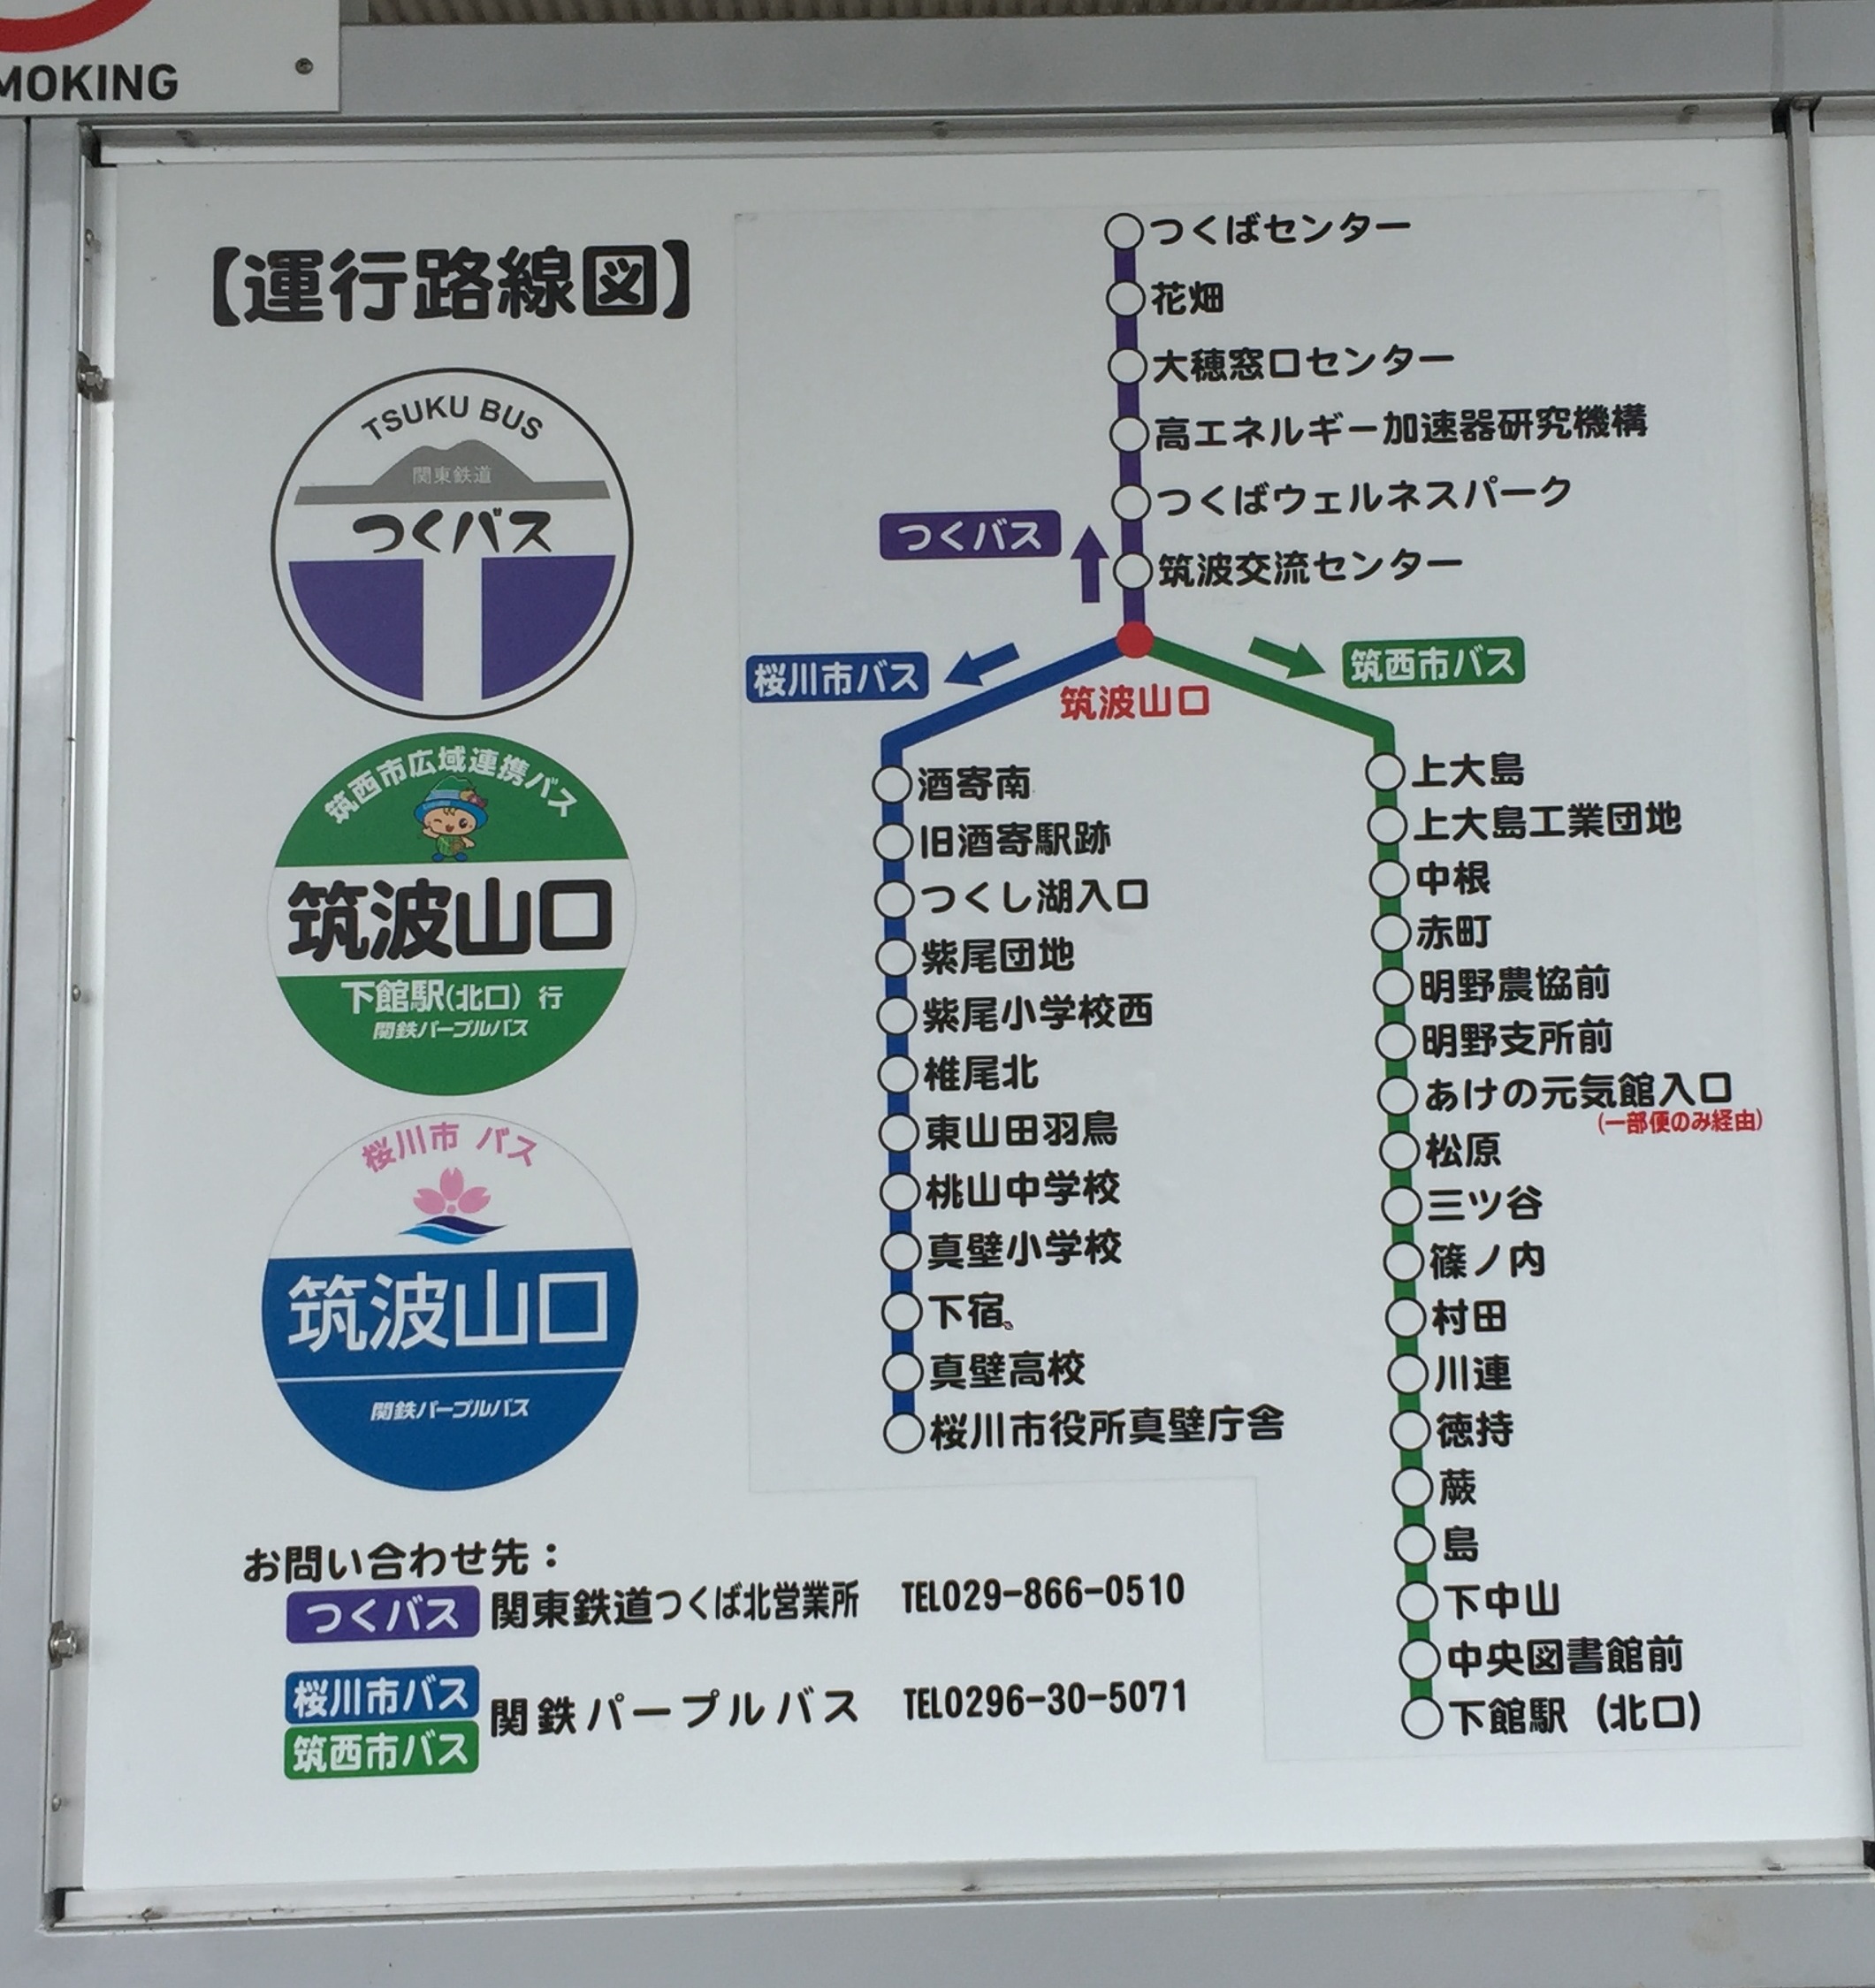 MOKING
【運行路線図】
TSUKU BUS
関東鉄道
つくバス
筑西市広域連携バス
筑波山口
下館駅(北口) 行
関鉄パープルバス
桜川市 バス
筑波山口
関鉄パープルバス
つくばセンター
花畑
大穂窓口センター
高エネルギー加速器研究機構
つくばウェルネスパーク
つくバス
筑波交流センター
桜川市バス
筑波山口
筑西市バス
酒寄南
旧酒寄駅跡
つくし湖入口
紫尾団地
紫尾小学校西
椎尾北
東山田羽鳥
桃山中学校
真壁小学校
下宿
真壁高校
桜川市役所真壁庁舎
上大島
上大島工業団地
中根
赤町
明野農協前
明野支所前
あけの元気館入口
(一部便のみ経由)
松原
三ツ谷
篠ノ内
村田
川連
徳持
蕨
島
下中山
中央図書館前
下館駅 (北口)
お問い合わせ先：
つくバス 関東鉄道つくば北営業所 TEL029-866-0510
桜川市バス
筑西市バス
関鉄パープルバス TEL0296-30-5071